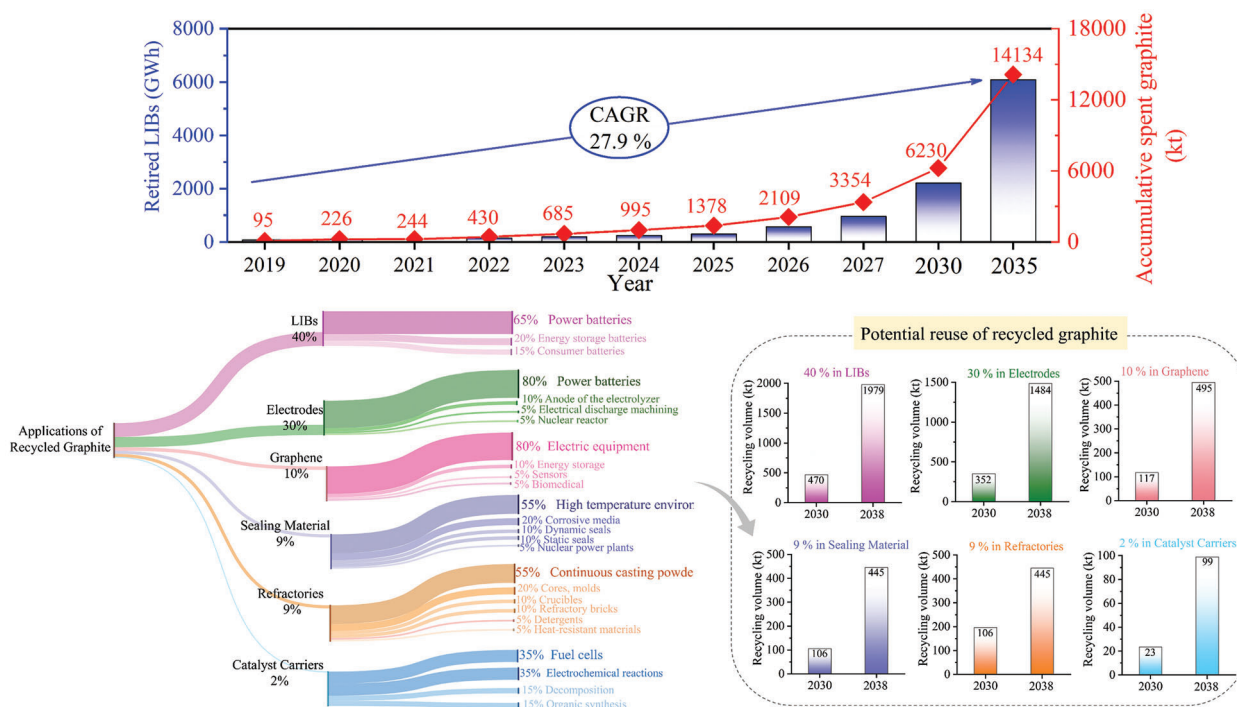 8000
6000
4000
2000
0
Retired LIBs (GWh)
CAGR
27.9 %
95
226
244
430
685
995
1378
2109
3354
6230
14134
18000
12000
6000
0
Accumulative spent graphite
(kt)
2019
2020
2021
2022
2023
2024
2025
2026
2027
2030
2035
Year
Applications of
Recycled Graphite
LIBs
40%
65% Power batteries
20% Energy storage batteries
15% Consumer batteries
Electrodes
30%
80% Power batteries
10% Anode of the electrolyzer
5% Electrical discharge machining
5% Nuclear reactor
Graphene
10%
80% Electric equipment
10% Energy storage
5% Sensors
5% Biomedical
Sealing Material
9%
55% High temperature environ
20% Corrosive media
10% Dynamic seals
10% Static seals
5% Nuclear power plants
Refractories
9%
55% Continuous casting powde
20% Cores, molds
10% Crucibles
10% Refractory bricks
5% Detergents
5% Heat-resistant materials
Catalyst Carriers
2%
35% Fuel cells
35% Electrochemical reactions
15% Decomposition
15% Organic synthesis
Potential reuse of recycled graphite
40 % in LIBs
Recycling volume (kt)
2000
1500
1000
500
0
470
1979
2030
2038
30 % in Electrodes
Recycling volume (kt)
1500
1000
500
0
352
1484
2030
2038
10 % in Graphene
Recycling volume (kt)
500
400
300
200
100
0
117
495
2030
2038
9 % in Sealing Material
Recycling volume (kt)
500
400
300
200
100
0
106
445
2030
2038
9 % in Refractories
Recycling volume (kt)
500
400
300
200
100
0
106
445
2030
2038
2 % in Catalyst Carriers
Recycling volume (kt)
100
80
60
40
20
0
23
99
2030
2038